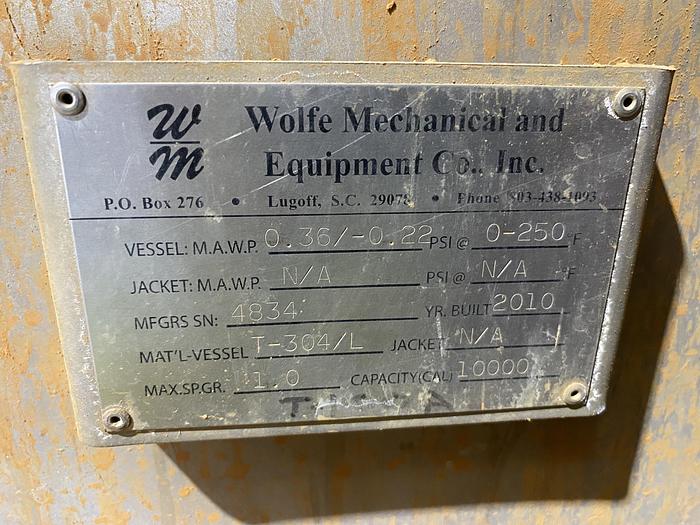 W
M
Wolfe Mechanical and
Equipment Co., Inc.
P.O. Box 276 • Lugoff, S.C. 29078 • Phone 803-438-1093
VESSEL: M.A.W.P. 0.36/-0.22 PSI @ 0-250 F
JACKET: M.A.W.P. N/A PSI @ N/A F
MFGRS SN: 4834 YR. BUILT 2010
MAT'L-VESSEL T-304/L JACKET N/A
MAX.SP.GR. 1.0 CAPACITY(CAL) 10000